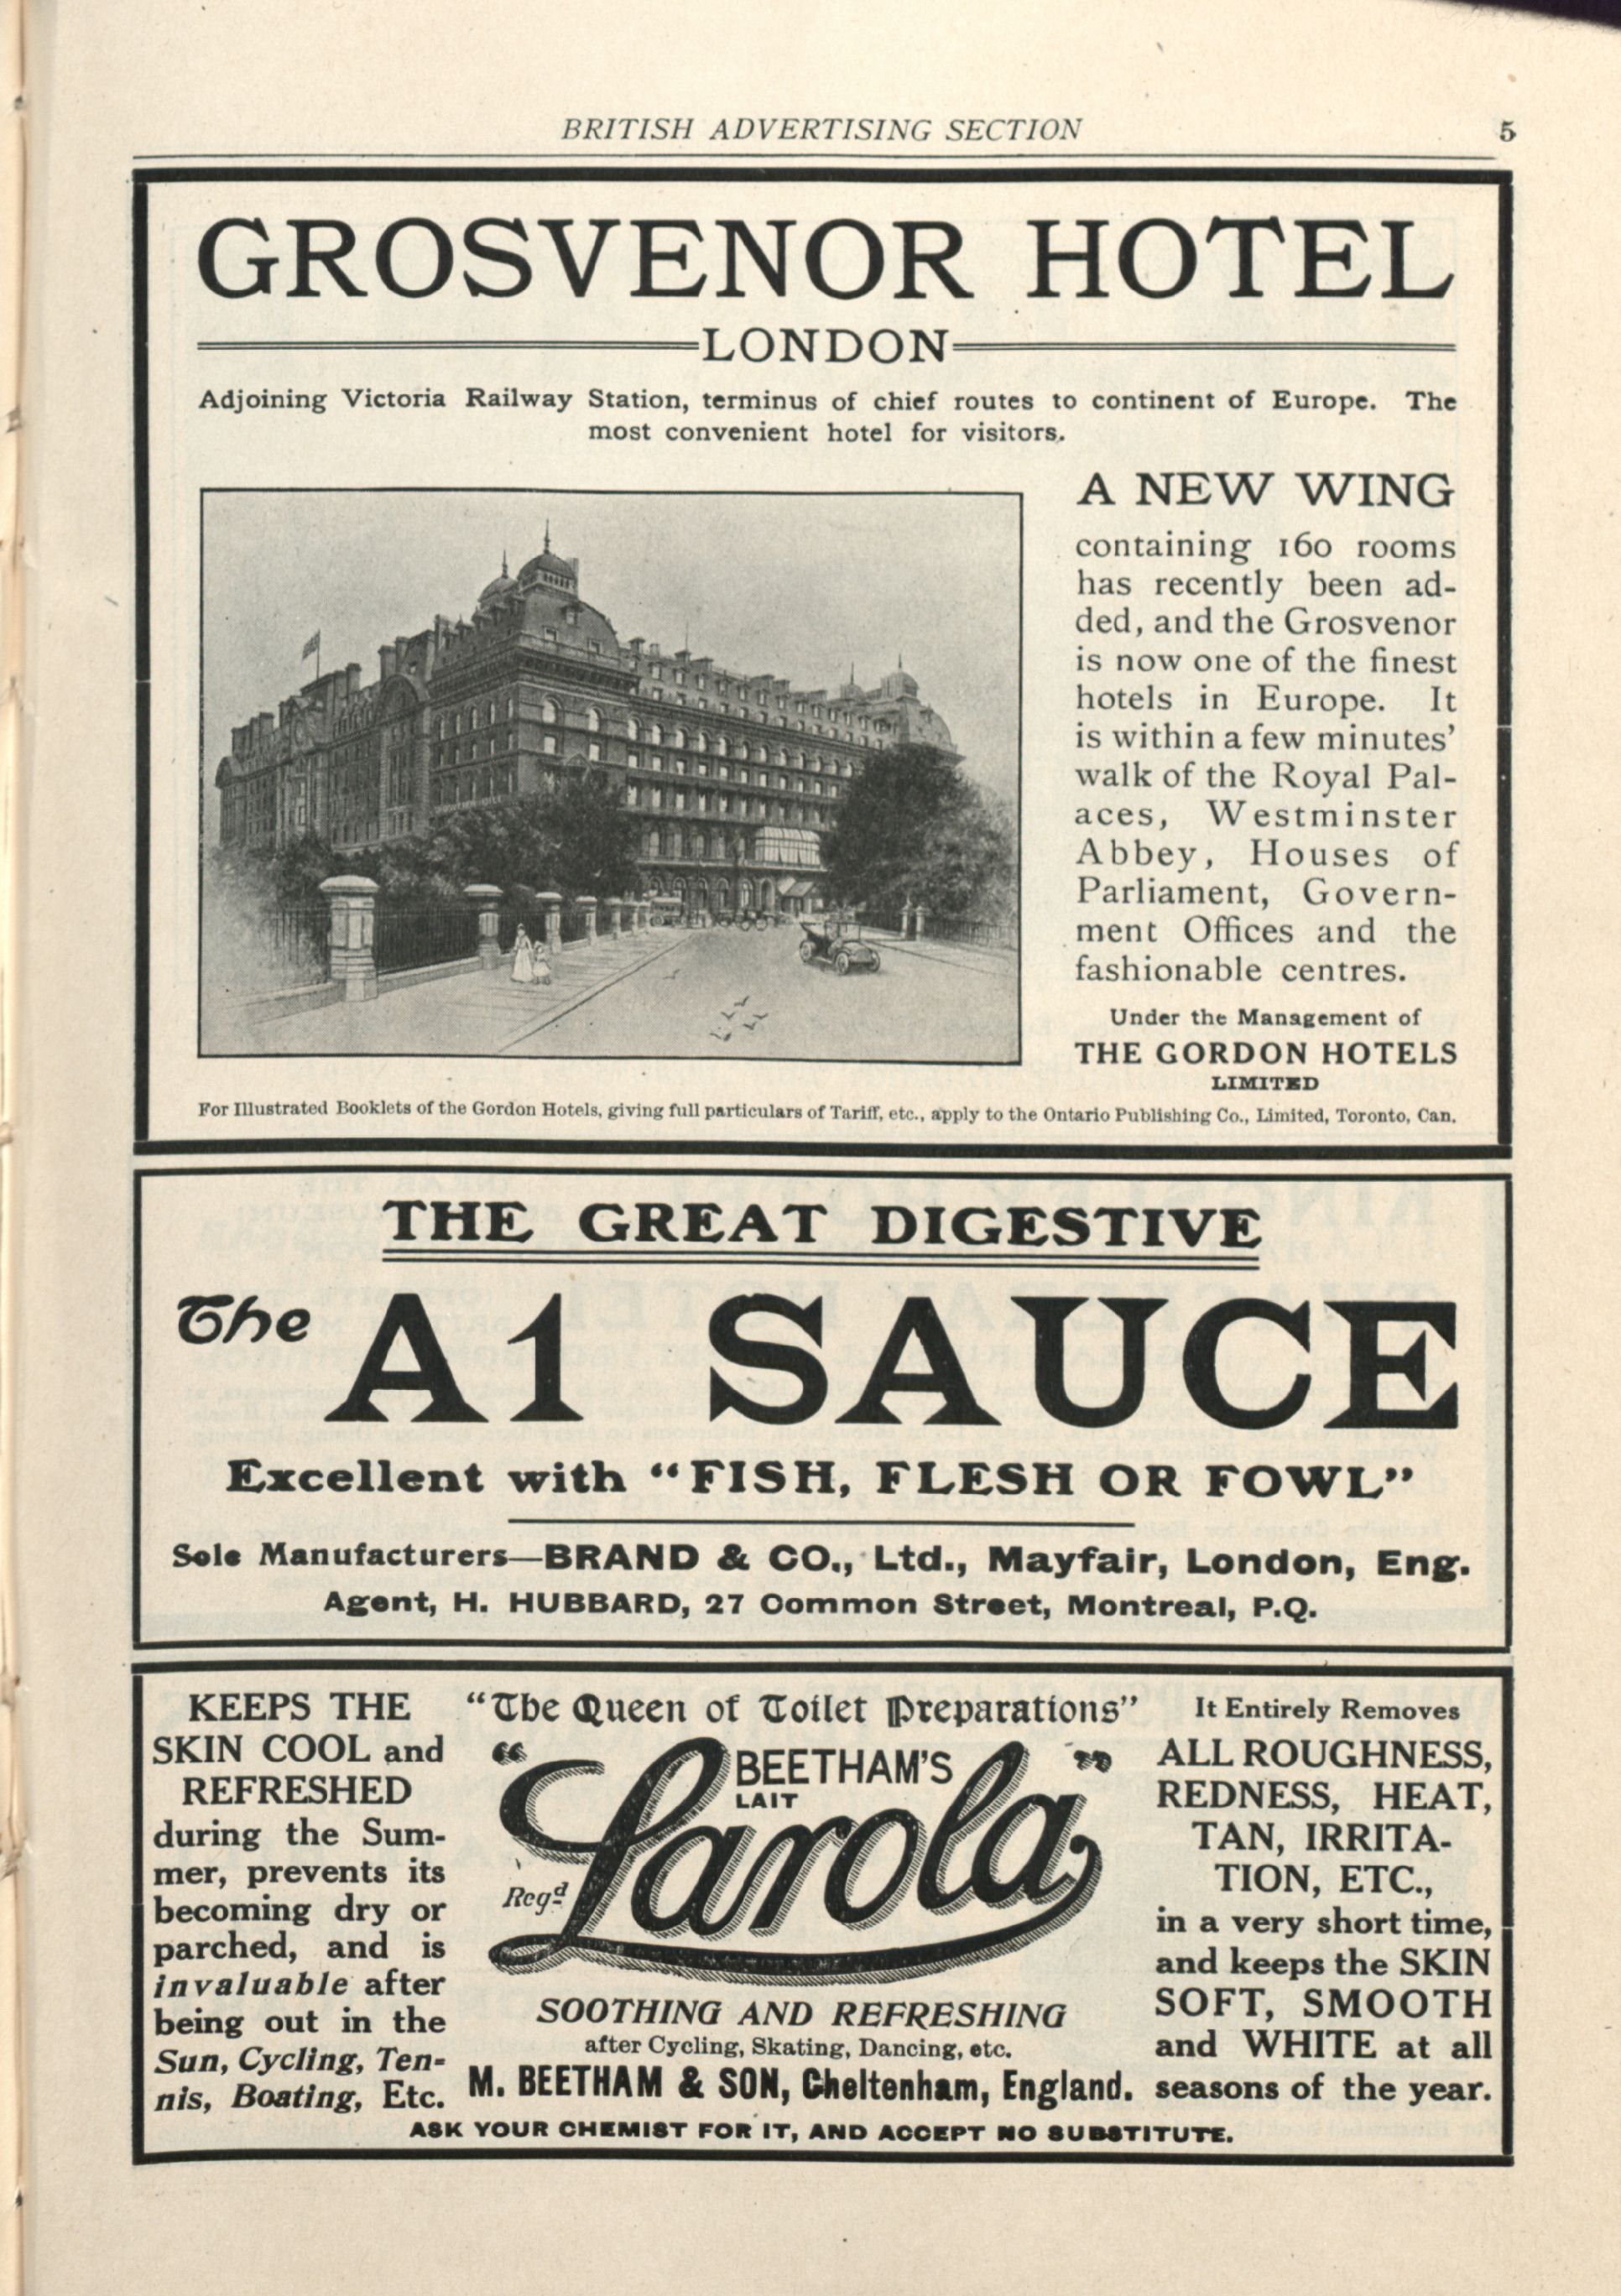 BRITISH ADVERTISING SECTION 5
GROSVENOR HOTEL
LONDON
Adjoining Victoria Railway Station, terminus of chief routes to continent of Europe. The
most convenient hotel for visitors.
A NEW WING
containing 160 rooms
has recently been ad-
ded, and the Grosvenor
is now one of the finest
hotels in Europe. It
is within a few minutes'
walk of the Royal Pal-
aces, Westminster
Abbey, Houses of
Parliament, Govern-
ment Offices and the
fashionable centres.
Under the Management of
THE GORDON HOTELS
LIMITED
For Illustrated Booklets of the Gordon Hotels, giving full particulars of Tariff, etc., apply to the Ontario Publishing Co., Limited, Toronto, Can.
THE GREAT DIGESTIVE
The A1 SAUCE
Excellent with "FISH, FLESH OR FOWL"
Sole Manufacturers—BRAND & CO., Ltd., Mayfair, London, Eng.
Agent, H. HUBBARD, 27 Common Street, Montreal, P.Q.
KEEPS THE
SKIN COOL and
REFRESHED
during the Sum-
mer, prevents its
becoming dry or
parched, and is
invaluable after
being out in the
Sun, Cycling, Ten-
nis, Boating, Etc.
"The Queen of Toilet Preparations"
BEETHAM'S
LAIT
"Larola"
Regd
SOOTHING AND REFRESHING
after Cycling, Skating, Dancing, etc.
M. BEETHAM & SON, Cheltenham, England.
It Entirely Removes
ALL ROUGHNESS,
REDNESS, HEAT,
TAN, IRRITA-
TION, ETC.,
in a very short time,
and keeps the SKIN
SOFT, SMOOTH
and WHITE at all
seasons of the year.
ASK YOUR CHEMIST FOR IT, AND ACCEPT NO SUBSTITUTE.